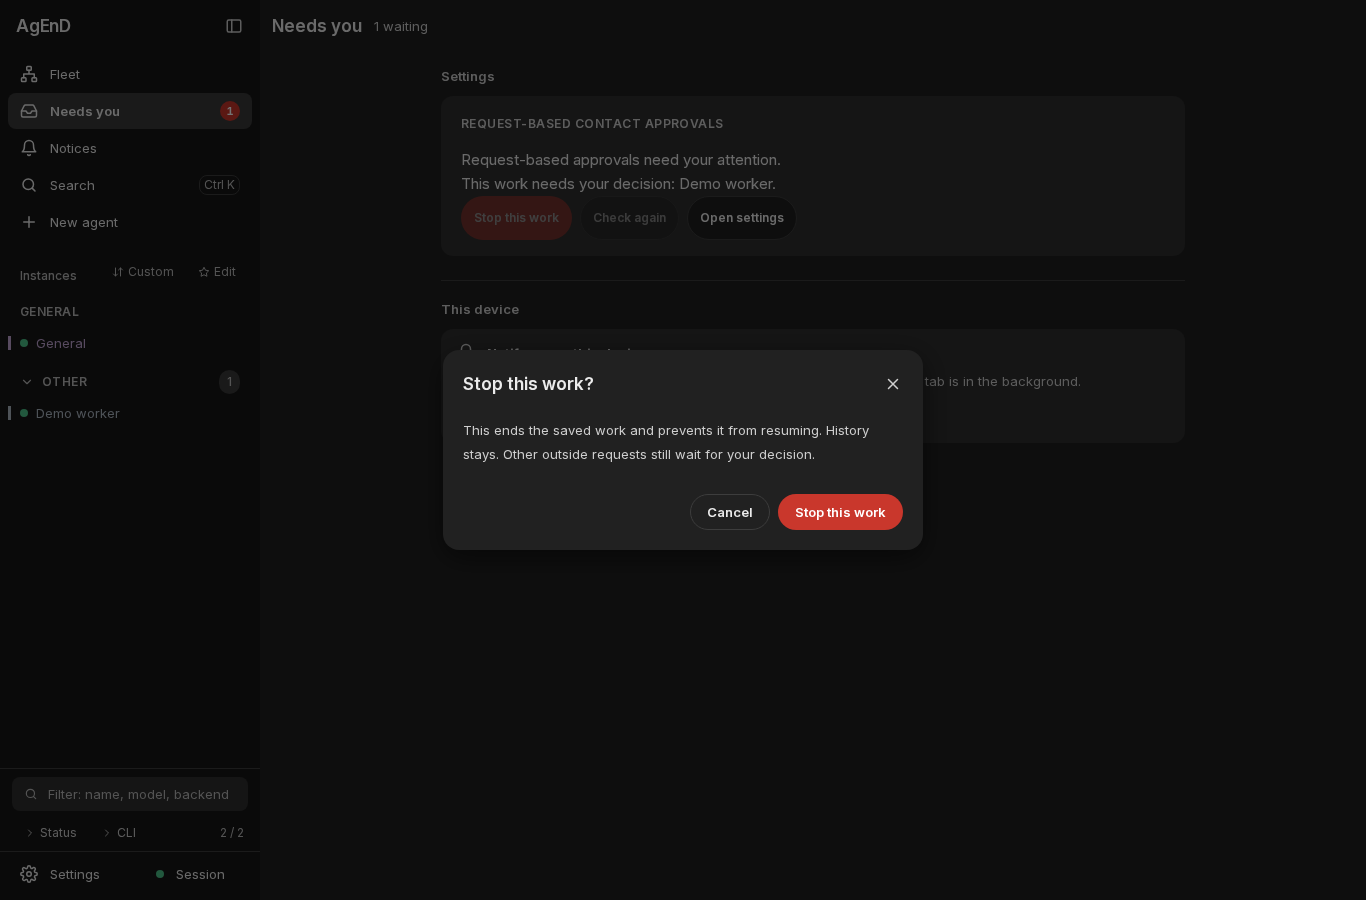 AgEnD
Fleet
Needs you
1
Notices
Search
Ctrl K
New agent
Instances
Custom
Edit
GENERAL
General
OTHER
1
Demo worker
Filter: name, model, backend
Status
CLI
2 / 2
Settings
Session
Needs you
1 waiting
Settings
REQUEST-BASED CONTACT APPROVALS
Request-based approvals need your attention.
This work needs your decision: Demo worker.
Stop this work
Check again
Open settings
This device
tab is in the background.
Stop this work?
This ends the saved work and prevents it from resuming. History
stays. Other outside requests still wait for your decision.
Cancel
Stop this work